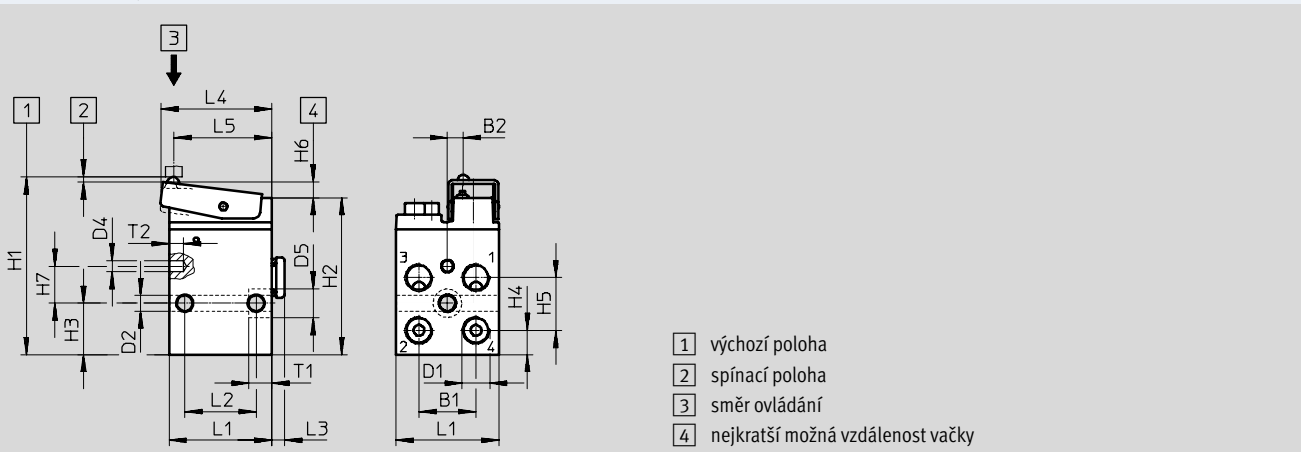 3
1
2
L4
4
L5
H6
B2
D4
T2
D5
H1
H7
H2
3
1
H3
D2
H4
H5
2
4
T1
D1
L2
B1
L1
L3
L1
1 výchozí poloha
2 spínací poloha
3 směr ovládání
4 nejkratší možná vzdálenost vačky